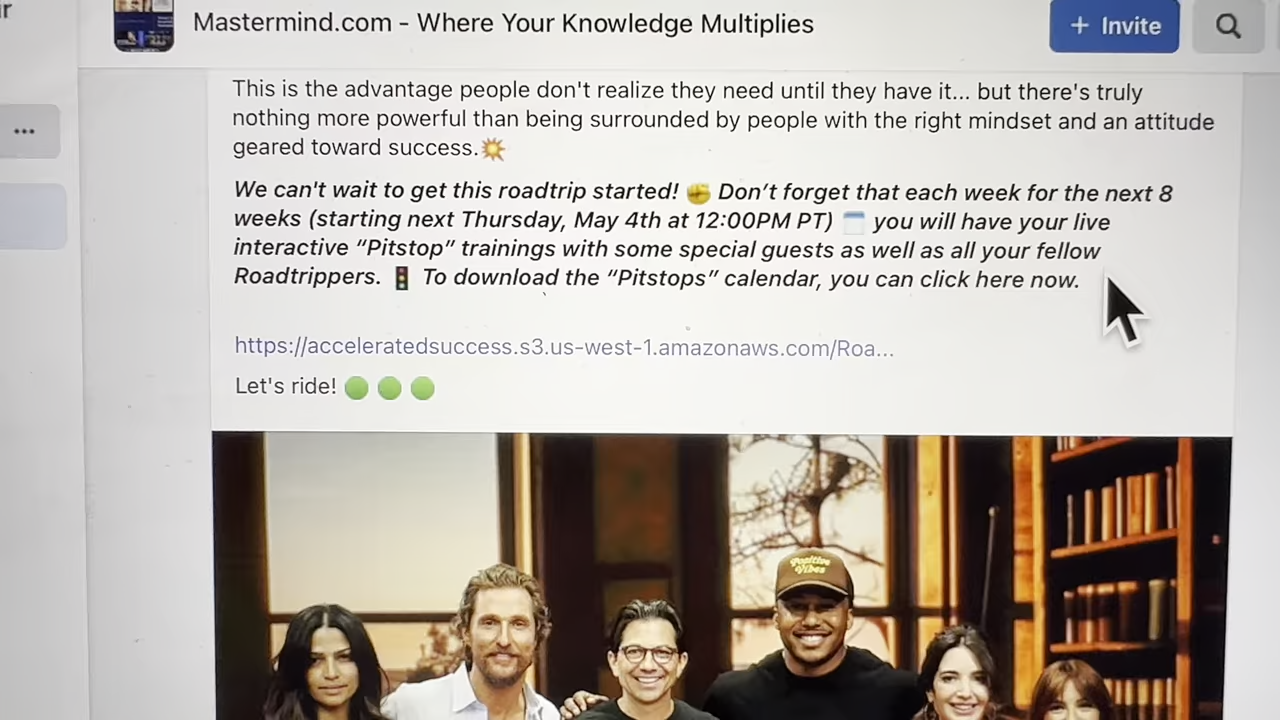 Mastermind.com - Where Your Knowledge Multiplies
+ Invite
...
This is the advantage people don't realize they need until they have it... but there's truly
nothing more powerful than being surrounded by people with the right mindset and an attitude
geared toward success.💥
We can't wait to get this roadtrip started! ✊ Don't forget that each week for the next 8
weeks (starting next Thursday, May 4th at 12:00PM PT) 🗓️ you will have your live
interactive “Pitstop” trainings with some special guests as well as all your fellow
Roadtrippers. 🚦 To download the “Pitstops” calendar, you can click here now.
https://acceleratedsuccess.s3.us-west-1.amazonaws.com/Roa...
Let's ride! 🟢 🟢 🟢
Positive
Vibes